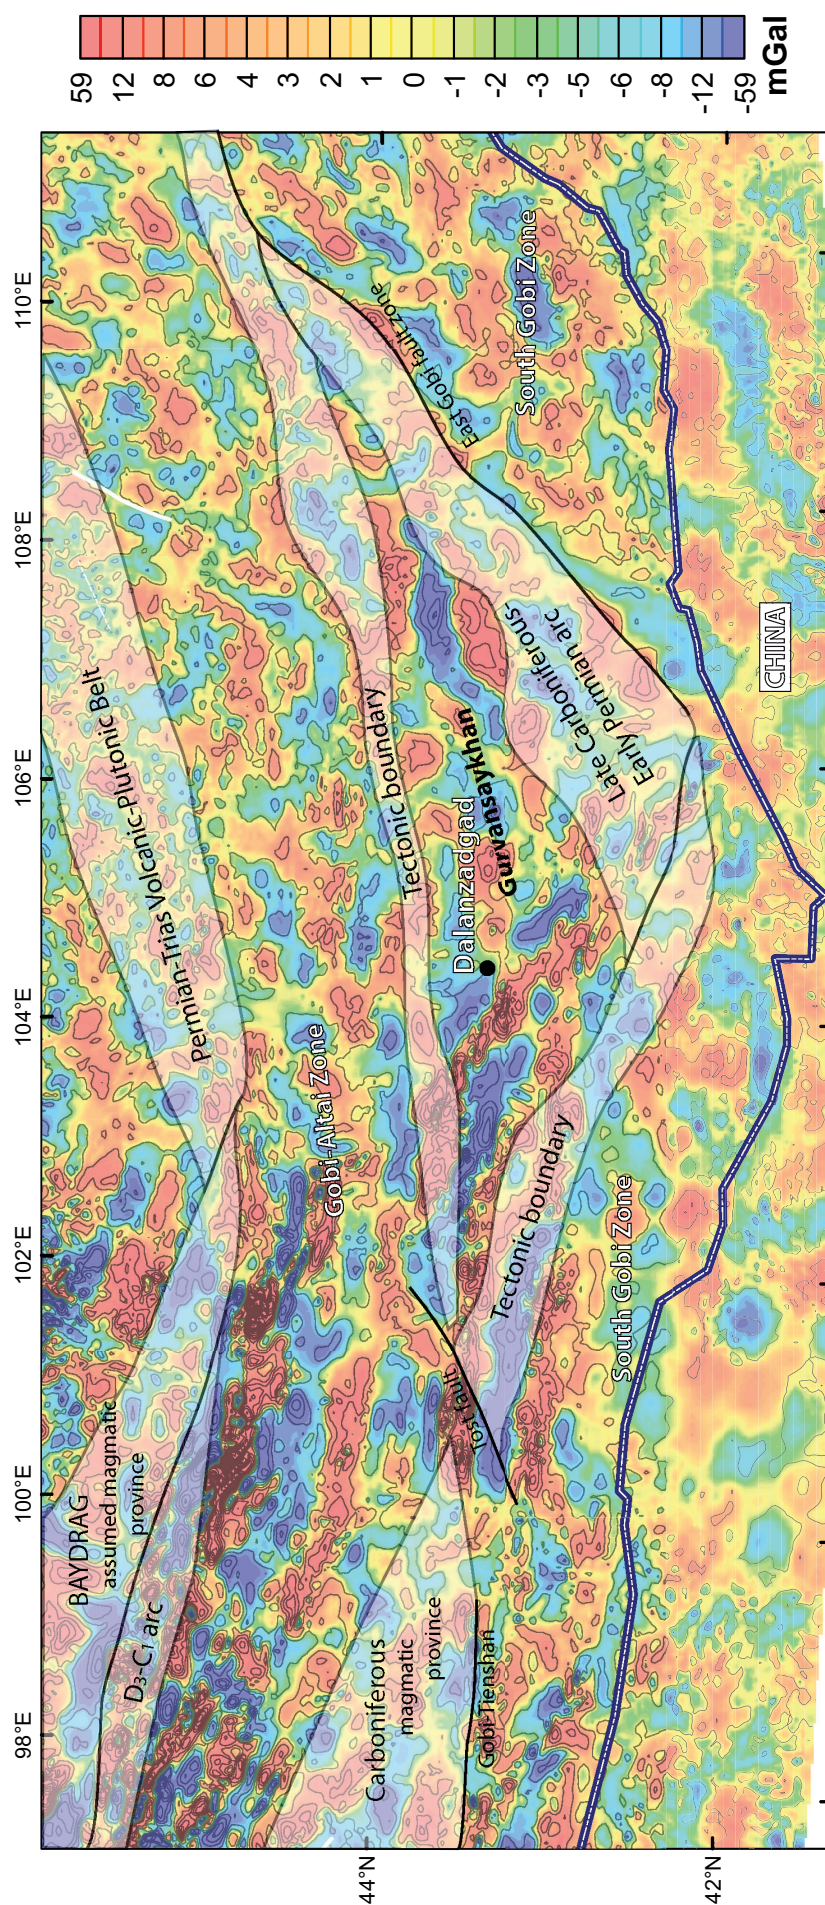 98°E
100°E
102°E
104°E
106°E
108°E
110°E
44°N
42°N
BAYDRAG
assumed magmatic
province
D3-C1 arc
Permian-Trias Volcanic-Plutonic Belt
Gobi-Altai Zone
Carboniferous
magmatic
province
Gobi-Tienshan
Tost fault
Tectonic boundary
Tectonic boundary
Dalanzadgad
Gurvansaykhan
Late Carboniferous-
Early Permian arc
East Gobi fault zone
South Gobi Zone
South Gobi Zone
CHINA
59
12
8
6
4
3
2
1
0
-1
-2
-3
-5
-6
-8
-12
-59
mGal